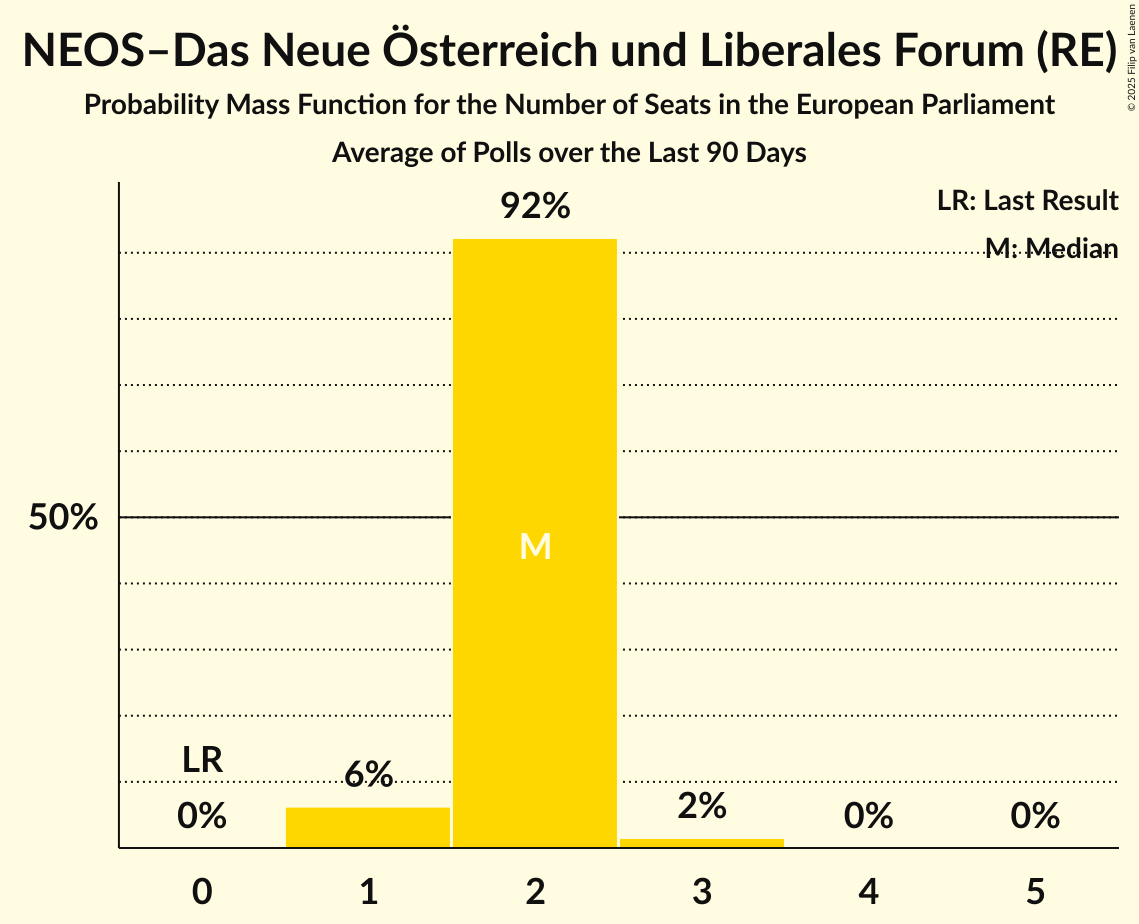 NEOS–Das Neue Österreich und Liberales Forum (RE)
Probability Mass Function for the Number of Seats in the European Parliament
Average of Polls over the Last 90 Days
© 2025 Filip van Laenen
LR: Last Result
M: Median
92%
50%
M
LR
0%
6%
2%
0%
0%
0 1 2 3 4 5